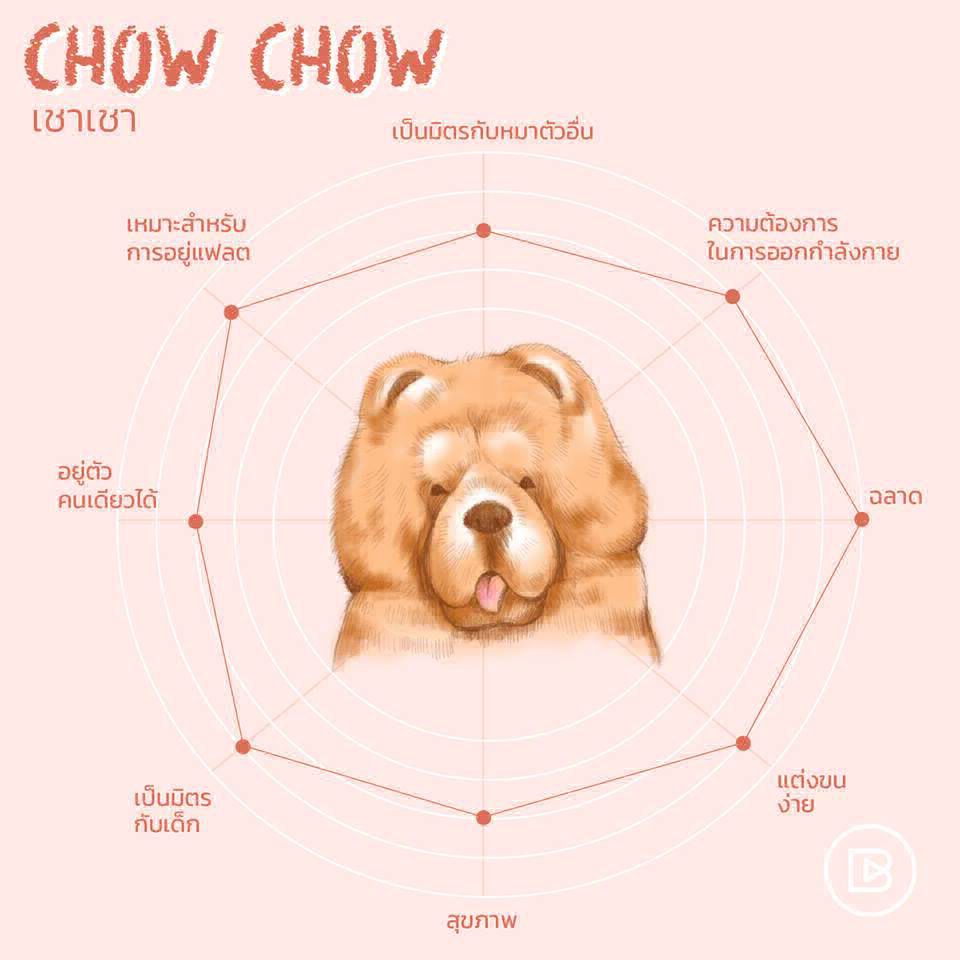 CHOW CHOW
เชาเชา
เป็นมิตรกับหมาตัวอื่น
เหมาะสำหรับ
การอยู่แฟลต
ความต้องการ
ในการออกกำลังกาย
อยู่ตัว
คนเดียวได้
ฉลาด
เป็นมิตร
กับเด็ก
แต่งขน
ง่าย
สุขภาพ